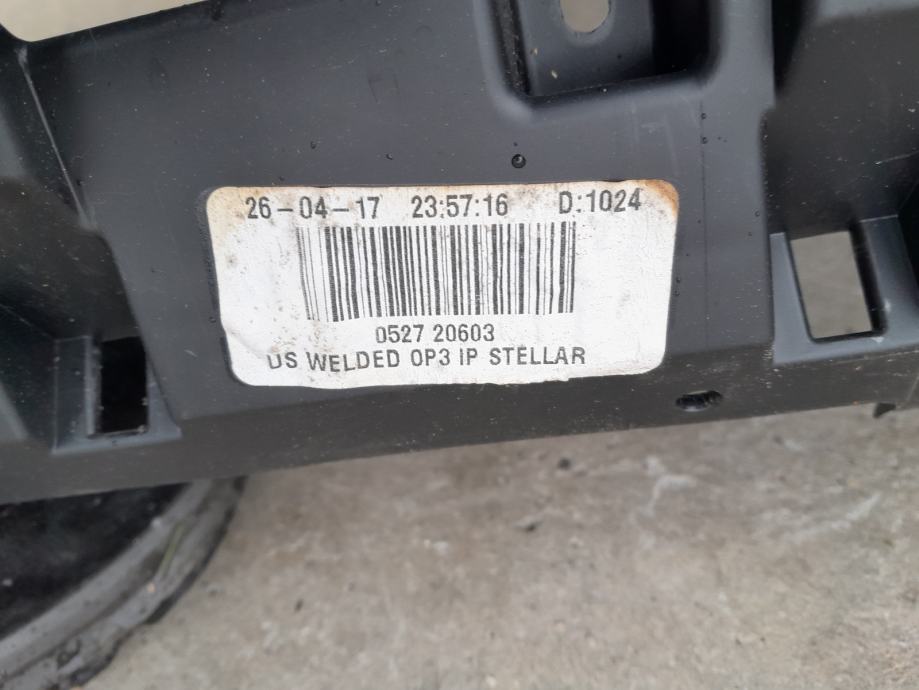 26-04-17 23:57:16 D:1024
0527 20603
US WELDED OP3 IP STELLAR